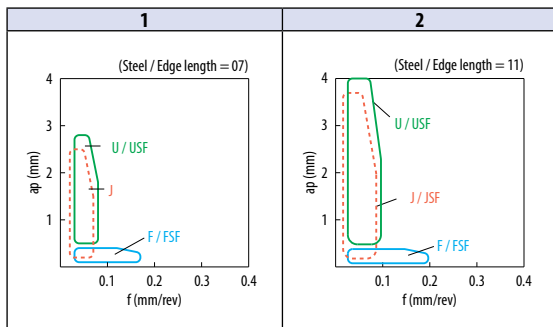 1
2
(Steel / Edge length = 07)
4
3
2
1
ap (mm)
U / USF
J
F / FSF
0.1
0.2
0.3
0.4
f (mm/rev)
(Steel / Edge length = 11)
4
3
2
1
ap (mm)
U / USF
J / JSF
F / FSF
0.1
0.2
0.3
0.4
f (mm/rev)